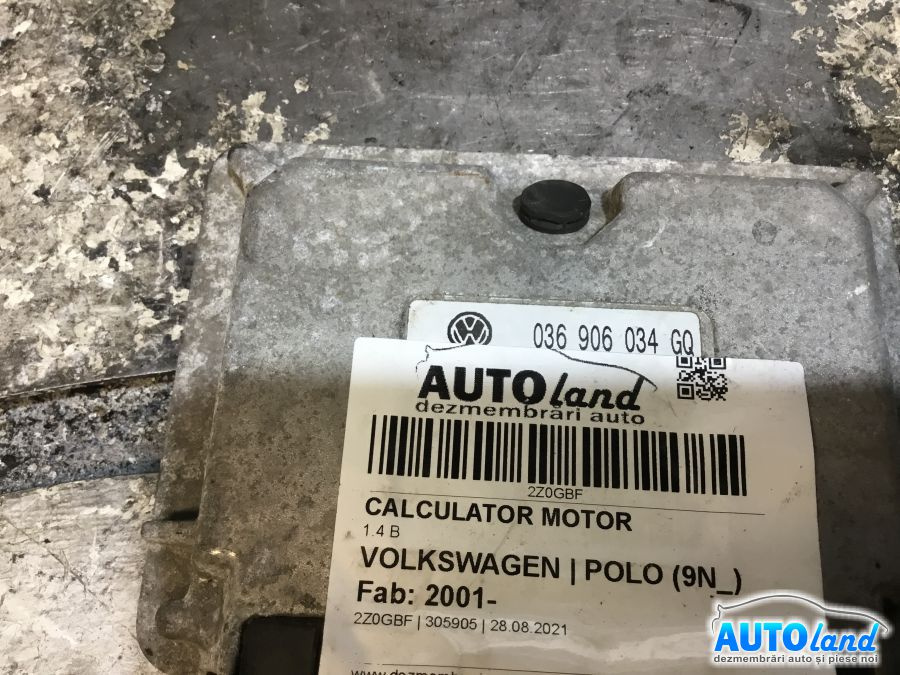 036 906 034 GQ
AUTOland
dezmembrări auto
2Z0GBF
CALCULATOR MOTOR
1.4 B
VOLKSWAGEN | POLO (9N_)
Fab: 2001-
2Z0GBF | 305905 | 28.08.2021
AUTOland
dezmembrări auto și piese noi